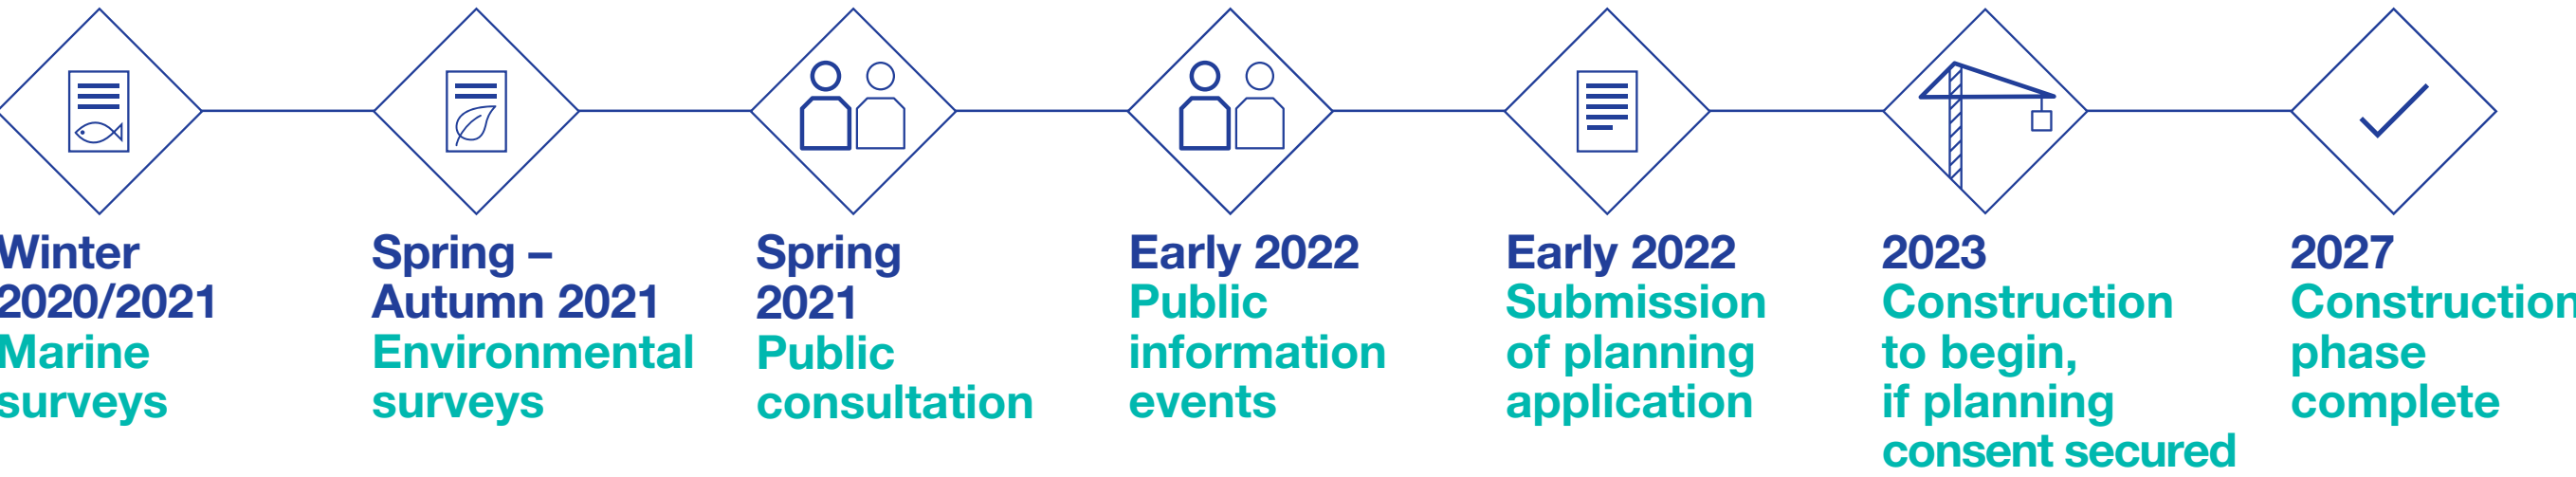 Winter
2020/2021
Marine
surveys
Spring –
Autumn 2021
Environmental
surveys
Spring
2021
Public
consultation
Early 2022
Public
information
events
Early 2022
Submission
of planning
application
2023
Construction
to begin,
if planning
consent secured
2027
Construction
phase
complete